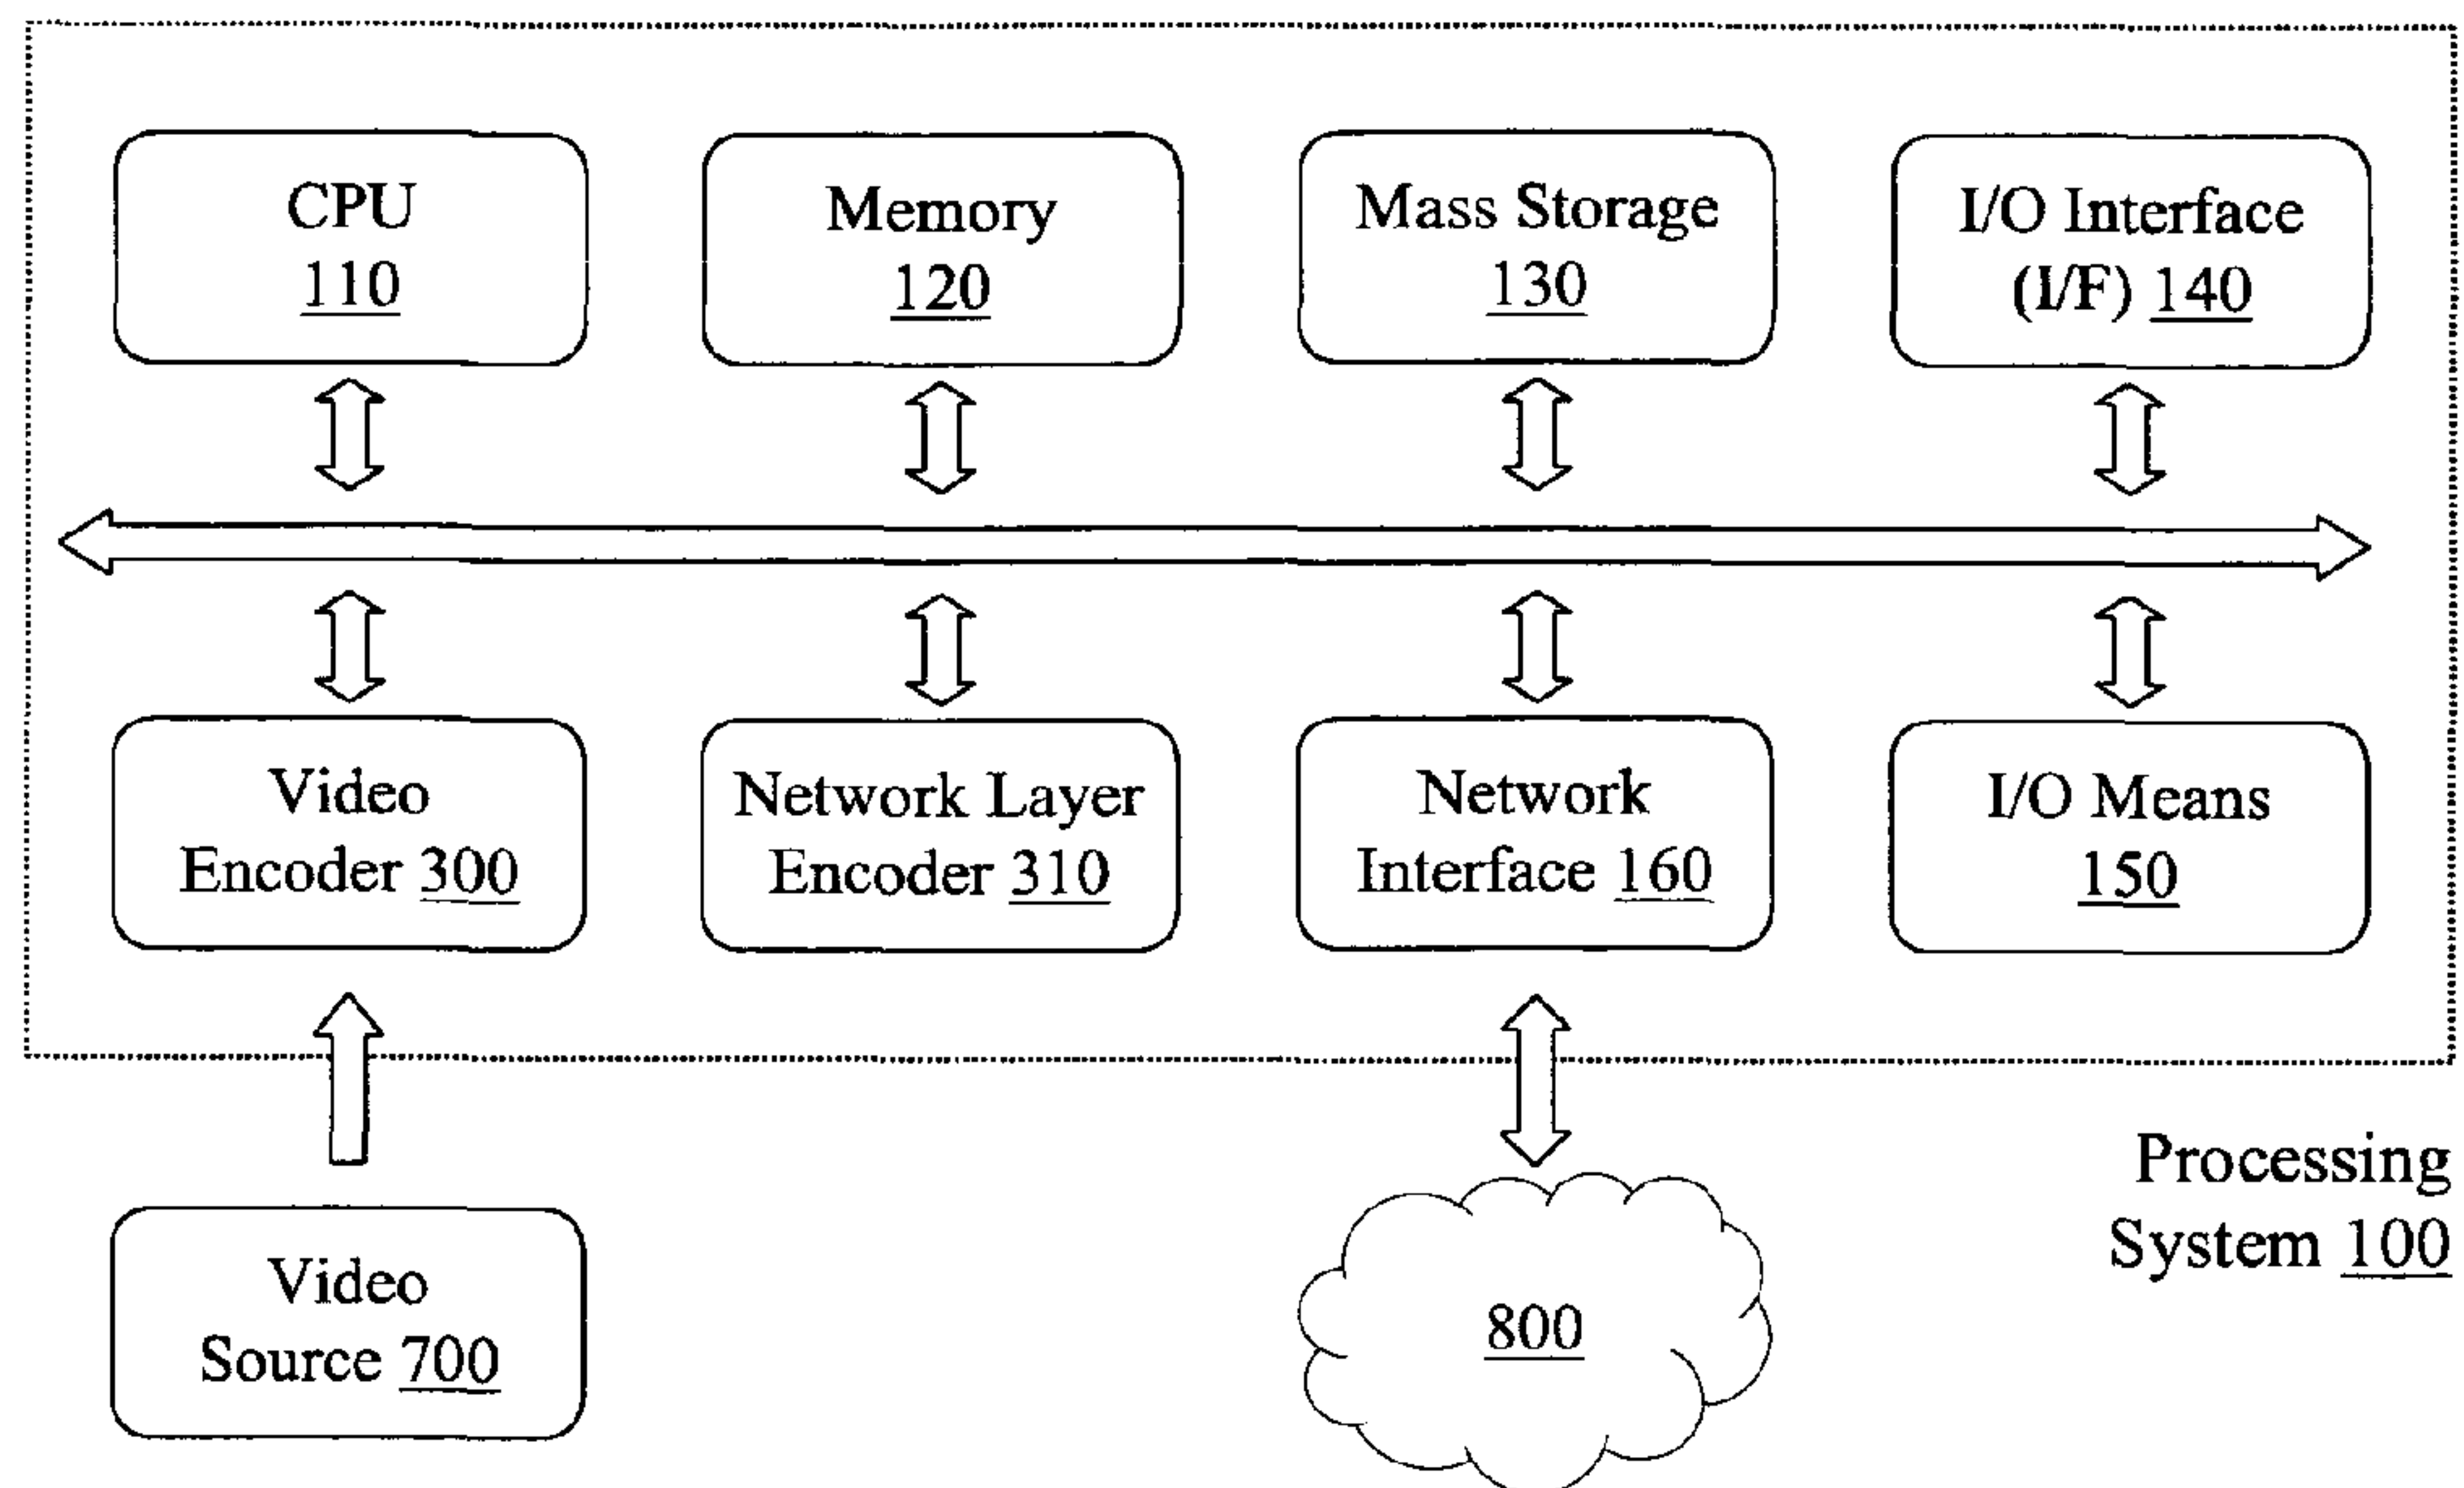 CPU
110
Memory
120
Mass Storage
130
I/O Interface
(I/F) 140
Video
Encoder 300
Network Layer
Encoder 310
Network
Interface 160
I/O Means
150
Processing
System 100
Video
Source 700
800